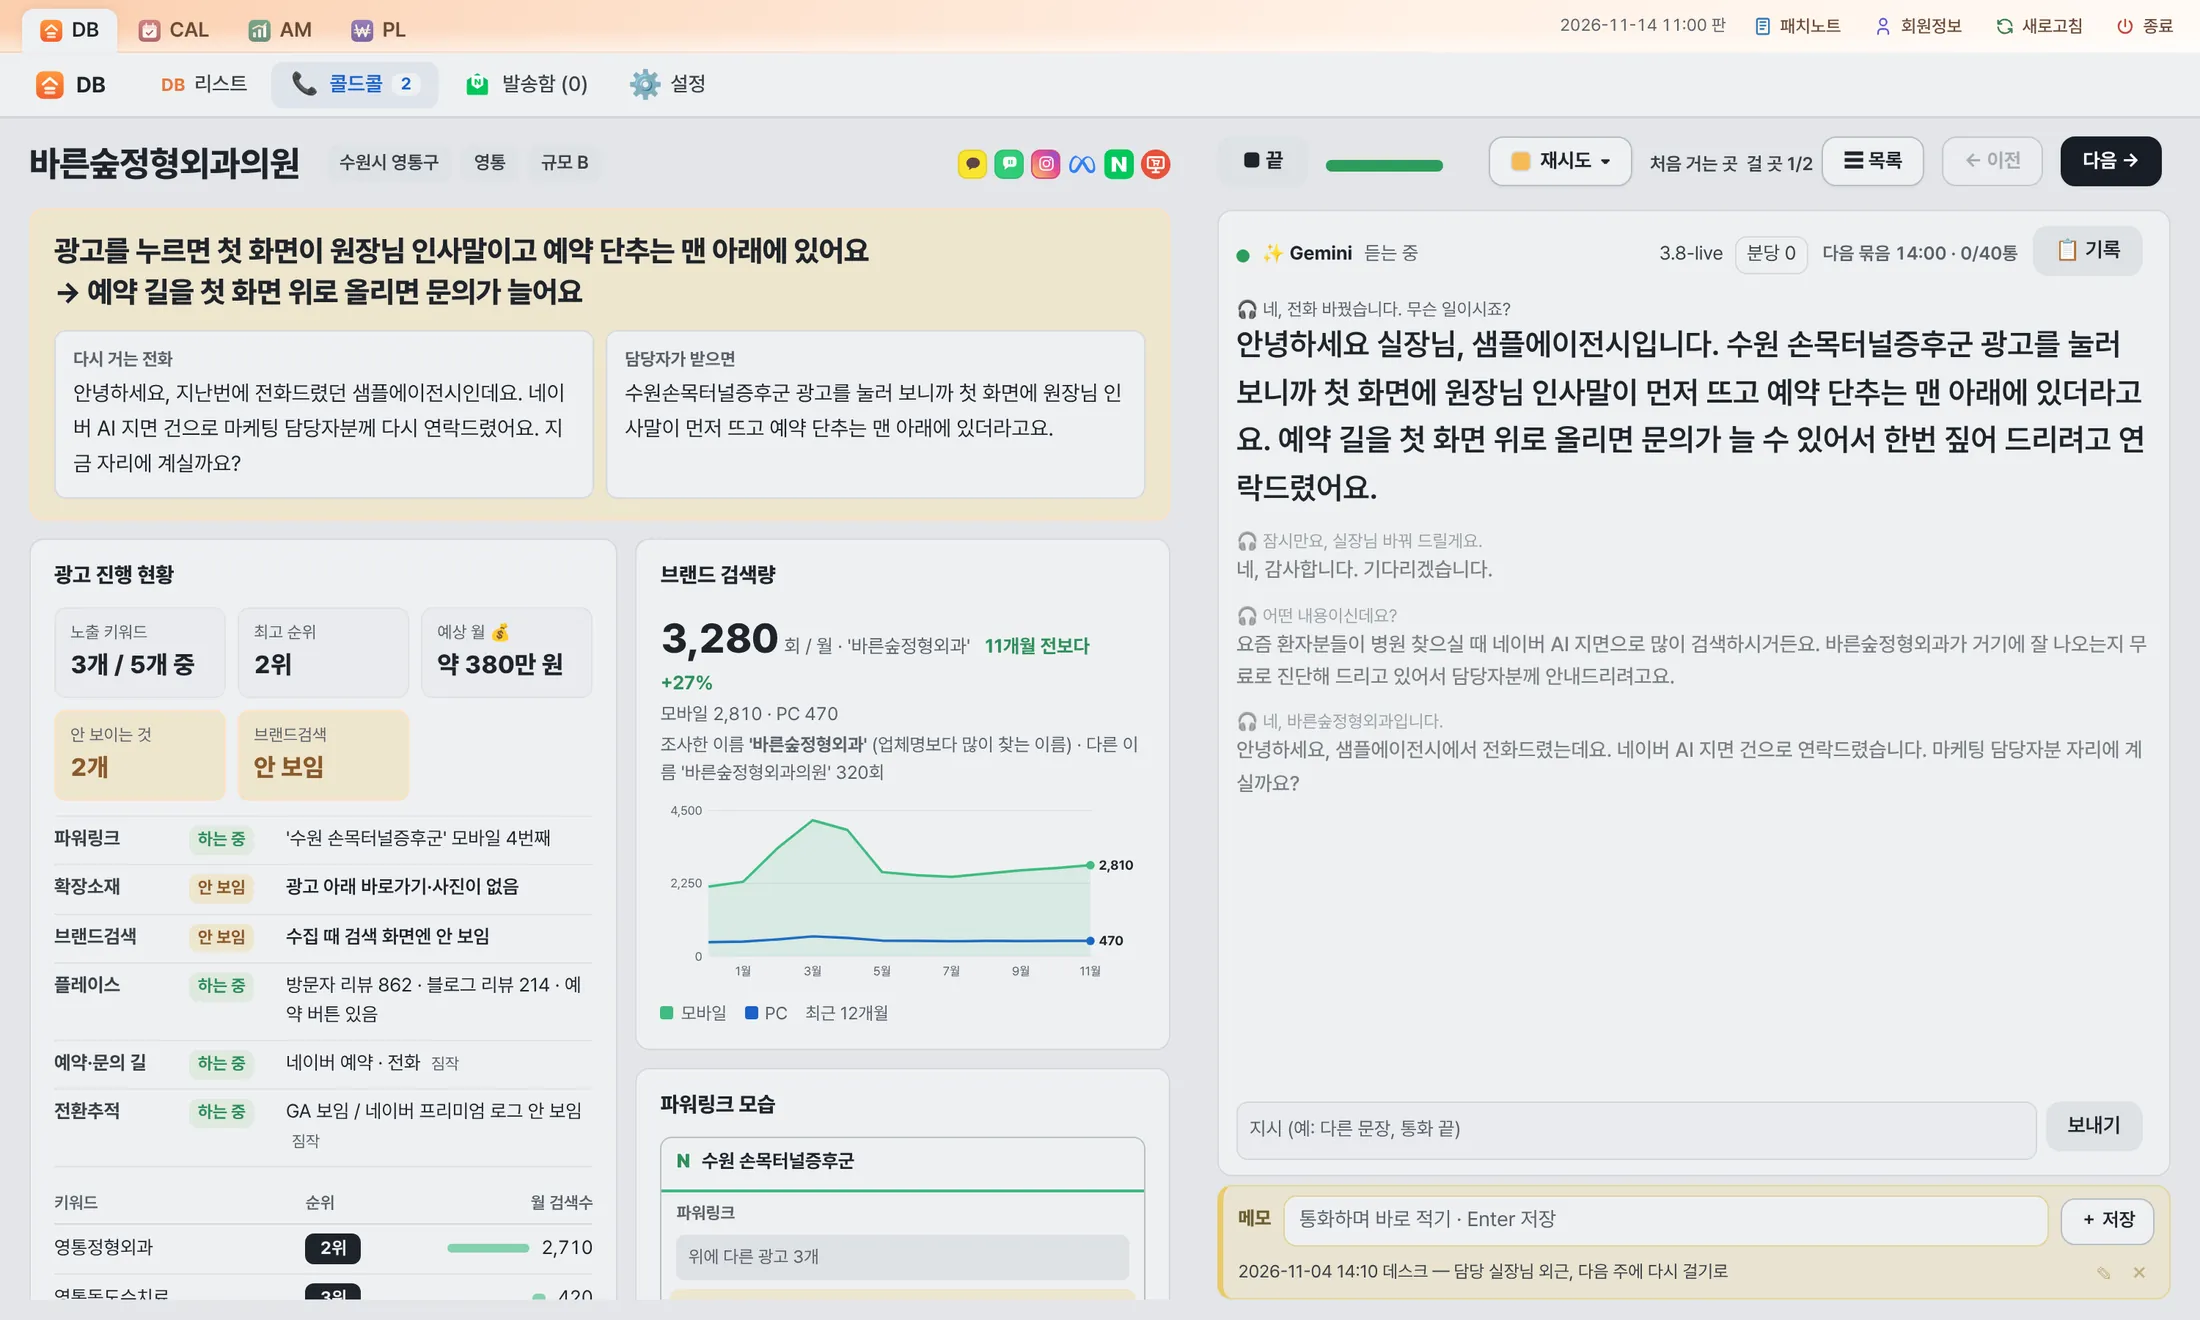 DB
CAL
AM
PL
2026-11-14 11:00 판
패치노트
회원정보
새로고침
종료
DB
DB 리스트
콜드콜 2
발송함 (0)
설정
바른숲정형외과의원
수원시 영통구
영통
규모 B
끝
재시도
처음 거는 곳 걸 곳 1/2
목록
← 이전
다음 →
광고를 누르면 첫 화면이 원장님 인사말이고 예약 단추는 맨 아래에 있어요
→ 예약 길을 첫 화면 위로 올리면 문의가 늘어요
다시 거는 전화
안녕하세요, 지난번에 전화드렸던 샘플에이전시인데요. 네이
버 AI 지면 건으로 마케팅 담당자분께 다시 연락드렸어요. 지
금 자리에 계실까요?
담당자가 받으면
수원손목터널증후군 광고를 눌러 보니까 첫 화면에 원장님 인
사말이 먼저 뜨고 예약 단추는 맨 아래에 있더라고요.
광고 진행 현황
노출 키워드
3개 / 5개 중
최고 순위
2위
예상 월 💰
약 380만 원
안 보이는 것
2개
브랜드검색
안 보임
파워링크 하는 중 '수원 손목터널증후군' 모바일 4번째
확장소재 안 보임 광고 아래 바로가기·사진이 없음
브랜드검색 안 보임 수집 때 검색 화면엔 안 보임
플레이스 하는 중 방문자 리뷰 862 · 블로그 리뷰 214 · 예
약 버튼 있음
예약·문의 길 하는 중 네이버 예약 · 전화 짐작
전환추적 하는 중 GA 보임 / 네이버 프리미엄 로그 안 보임
짐작
키워드 순위 월 검색수
영통정형외과 2위 2,710
영통도수치료 3위 420
브랜드 검색량
3,280 회 / 월 · '바른숲정형외과' 11개월 전보다
+27%
모바일 2,810 · PC 470
조사한 이름 '바른숲정형외과' (업체명보다 많이 찾는 이름) · 다른 이
름 '바른숲정형외과의원' 320회
4,500
2,250
0
2,810
470
1월 3월 5월 7월 9월 11월
모바일 PC 최근 12개월
파워링크 모습
N 수원 손목터널증후군
파워링크
위에 다른 광고 3개
✨ Gemini 듣는 중
3.8-live
분당 0
다음 묶음 14:00 · 0/40통
📋 기록
🎧 네, 전화 바꿨습니다. 무슨 일이시죠?
안녕하세요 실장님, 샘플에이전시입니다. 수원 손목터널증후군 광고를 눌러
보니까 첫 화면에 원장님 인사말이 먼저 뜨고 예약 단추는 맨 아래에 있더라고
요. 예약 길을 첫 화면 위로 올리면 문의가 늘 수 있어서 한번 짚어 드리려고 연
락드렸어요.
🎧 잠시만요, 실장님 바꿔 드릴게요.
네, 감사합니다. 기다리겠습니다.
🎧 어떤 내용이신데요?
요즘 환자분들이 병원 찾으실 때 네이버 AI 지면으로 많이 검색하시거든요. 바른숲정형외과가 거기에 잘 나오는지 무
료로 진단해 드리고 있어서 담당자분께 안내드리려고요.
🎧 네, 바른숲정형외과입니다.
안녕하세요, 샘플에이전시에서 전화드렸는데요. 네이버 AI 지면 건으로 연락드렸습니다. 마케팅 담당자분 자리에 계
실까요?
지시 (예: 다른 문장, 통화 끝)
보내기
메모
통화하며 바로 적기 · Enter 저장
+ 저장
2026-11-04 14:10 데스크 — 담당 실장님 외근, 다음 주에 다시 걸기로